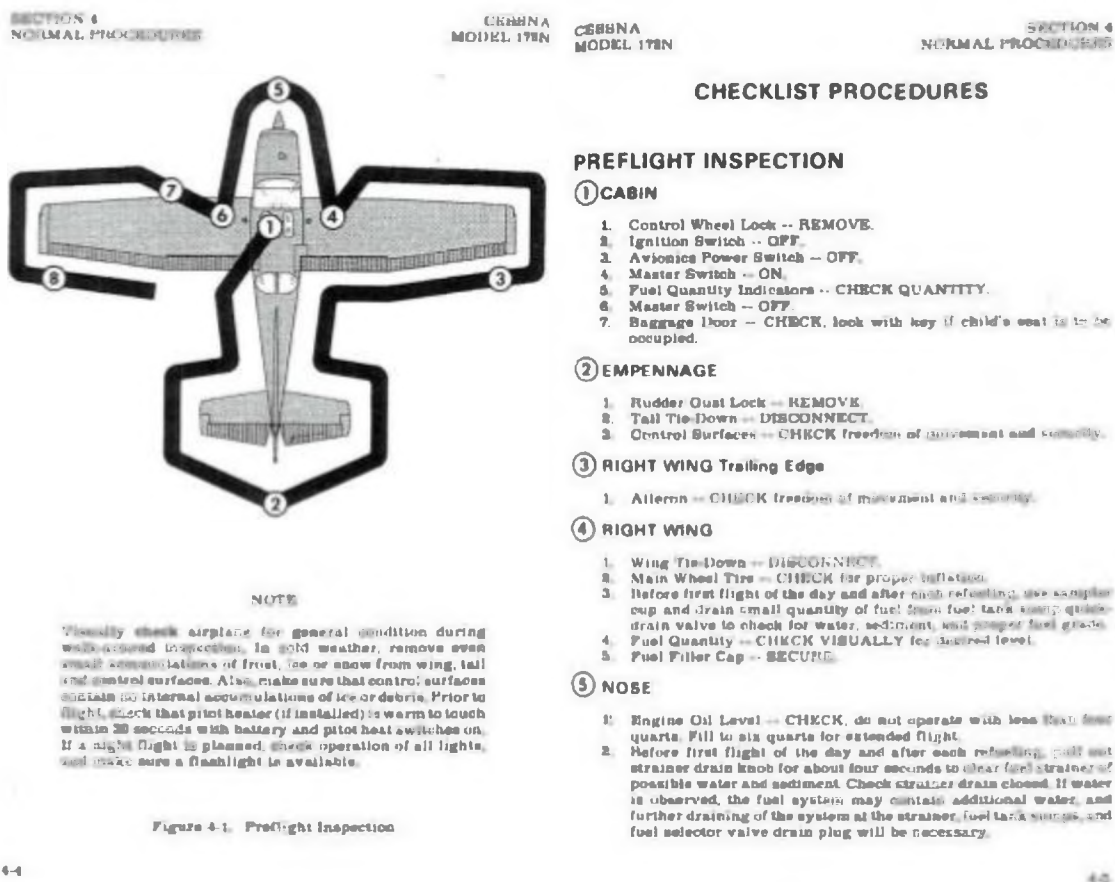 SECTION 4
NORMAL PROCEDURES
CESSNA
MODEL 172N
5
7
6
4
1
8
3
2
NOTE
Visually check airplane for general condition during
walk-around inspection. In cold weather, remove even
small accumulations of frost, ice or snow from wing, tail
and control surfaces. Also, make sure that control surfaces
contain no internal accumulations of ice or debris. Prior to
flight, check that pitot heater (if installed) is warm to touch
within 30 seconds with battery and pitot heat switches on.
If a night flight is planned, check operation of all lights,
and make sure a flashlight is available.
Figure 4-1. Preflight Inspection
4-4
CESSNA
MODEL 172N
SECTION 4
NORMAL PROCEDURES
CHECKLIST PROCEDURES
PREFLIGHT INSPECTION
1 CABIN
1. Control Wheel Lock -- REMOVE.
2. Ignition Switch -- OFF.
3. Avionics Power Switch -- OFF.
4. Master Switch -- ON.
5. Fuel Quantity Indicators -- CHECK QUANTITY.
6. Master Switch -- OFF.
7. Baggage Door -- CHECK, lock with key if child's seat is to be
occupied.
2 EMPENNAGE
1. Rudder Gust Lock -- REMOVE.
2. Tail Tie-Down -- DISCONNECT.
3. Control Surfaces -- CHECK freedom of movement and security.
3 RIGHT WING Trailing Edge
1. Aileron -- CHECK freedom of movement and security.
4 RIGHT WING
1. Wing Tie-Down -- DISCONNECT.
2. Main Wheel Tire -- CHECK for proper inflation.
3. Before first flight of the day and after each refueling, use sampler
cup and drain small quantity of fuel from fuel tank sump quick-
drain valve to check for water, sediment, and proper fuel grade.
4. Fuel Quantity -- CHECK VISUALLY for desired level.
5. Fuel Filler Cap -- SECURE.
5 NOSE
1. Engine Oil Level -- CHECK, do not operate with less than four
quarts. Fill to six quarts for extended flight.
2. Before first flight of the day and after each refueling, pull out
strainer drain knob for about four seconds to clear fuel strainer of
possible water and sediment. Check strainer drain closed. If water
is observed, the fuel system may contain additional water, and
further draining of the system at the strainer, fuel tank sumps, and
fuel selector valve drain plug will be necessary.